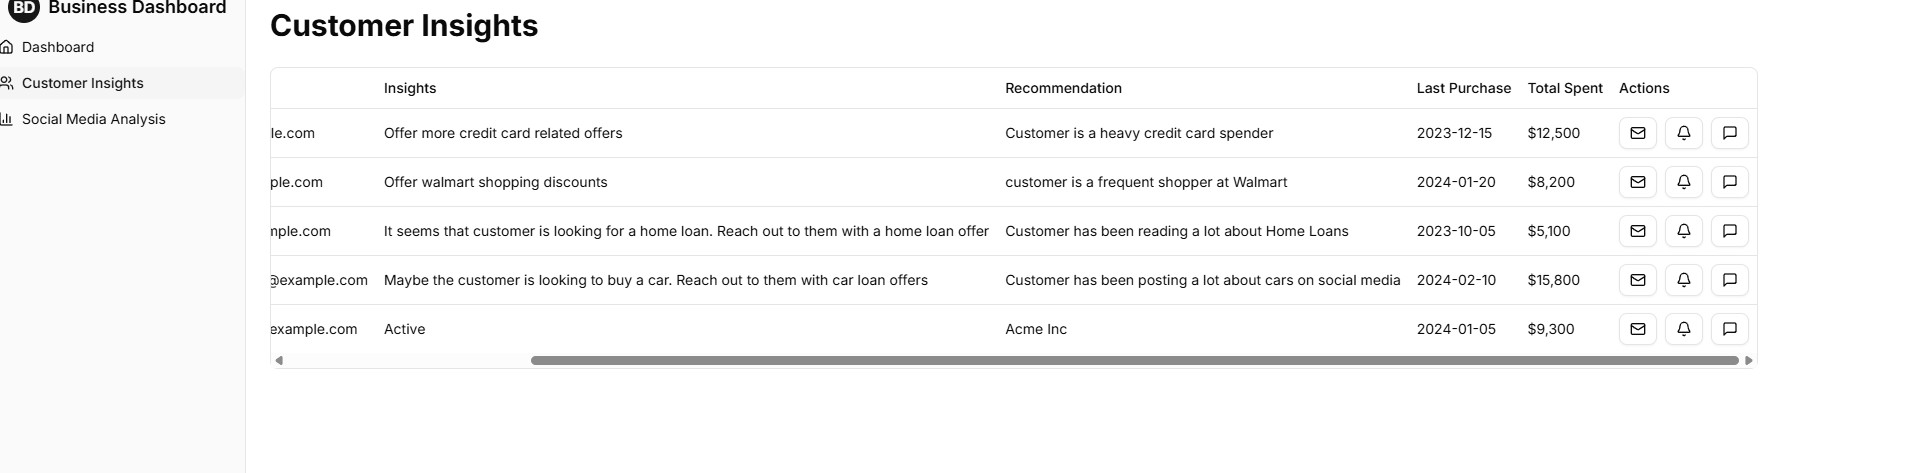 BD Business Dashboard
Dashboard
Customer Insights
Social Media Analysis
Customer Insights
Insights Recommendation Last Purchase Total Spent Actions
le.com Offer more credit card related offers Customer is a heavy credit card spender 2023-12-15 $12,500
ple.com Offer walmart shopping discounts customer is a frequent shopper at Walmart 2024-01-20 $8,200
mple.com It seems that customer is looking for a home loan. Reach out to them with a home loan offer Customer has been reading a lot about Home Loans 2023-10-05 $5,100
@example.com Maybe the customer is looking to buy a car. Reach out to them with car loan offers Customer has been posting a lot about cars on social media 2024-02-10 $15,800
example.com Active Acme Inc 2024-01-05 $9,300